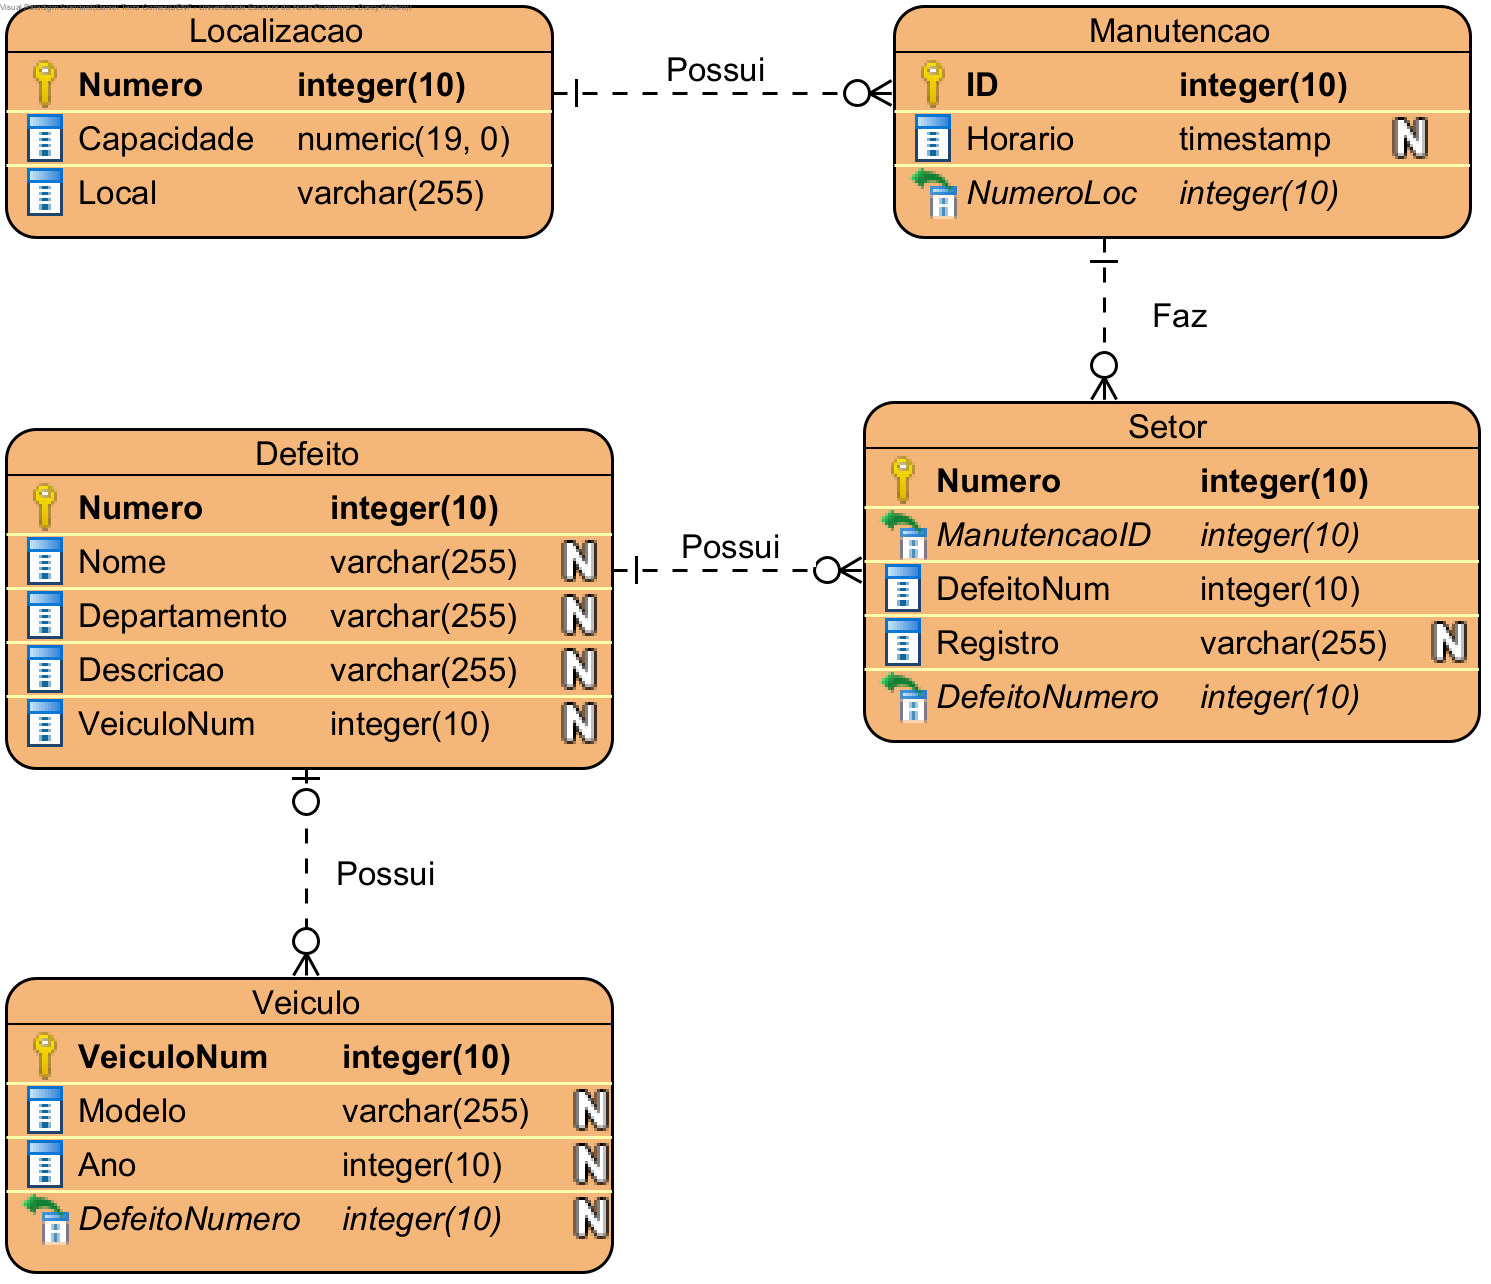 Localizacao
Numero integer(10)
Capacidade numeric(19, 0)
Local varchar(255)
Possui
Manutencao
ID integer(10)
Horario timestamp N
NumeroLoc integer(10)
Faz
Defeito
Numero integer(10)
Nome varchar(255) N
Departamento varchar(255) N
Descricao varchar(255) N
VeiculoNum integer(10) N
Possui
Setor
Numero integer(10)
ManutencaoID integer(10)
DefeitoNum integer(10)
Registro varchar(255) N
DefeitoNumero integer(10)
Possui
Veiculo
VeiculoNum integer(10)
Modelo varchar(255) N
Ano integer(10) N
DefeitoNumero integer(10) N